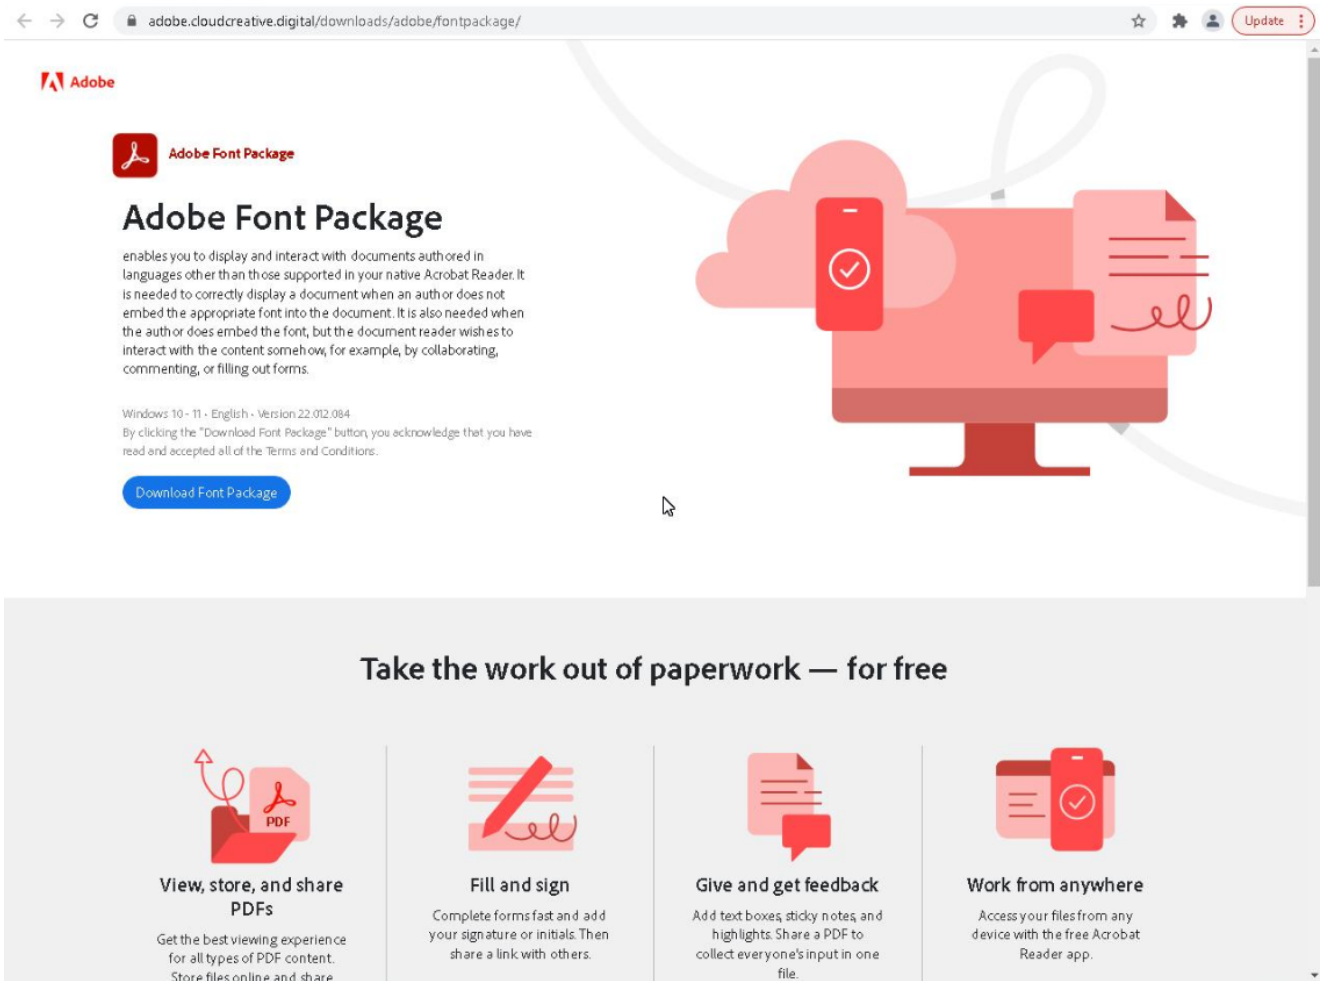 adobe.cloudcreative.digital/downloads/adobe/fontpackage/
Update
Adobe
Adobe Font Package
Adobe Font Package
enables you to display and interact with documents authored in
languages other than those supported in your native Acrobat Reader. It
is needed to correctly display a document when an author does not
embed the appropriate font into the document. It is also needed when
the author does embed the font, but the document reader wishes to
interact with the content somehow, for example, by collaborating,
commenting, or filling out forms.
Windows 10 - 11 - English - Version 22.012.084
By clicking the "Download Font Package" button, you acknowledge that you have
read and accepted all of the Terms and Conditions.
Download Font Package
Take the work out of paperwork — for free
PDF
View, store, and share
PDFs
Get the best viewing experience
for all types of PDF content.
Store files online and share
Fill and sign
Complete forms fast and add
your signature or initials. Then
share a link with others.
Give and get feedback
Add text boxes, sticky notes, and
highlights. Share a PDF to
collect everyone's input in one
file.
Work from anywhere
Access your files from any
device with the free Acrobat
Reader app.